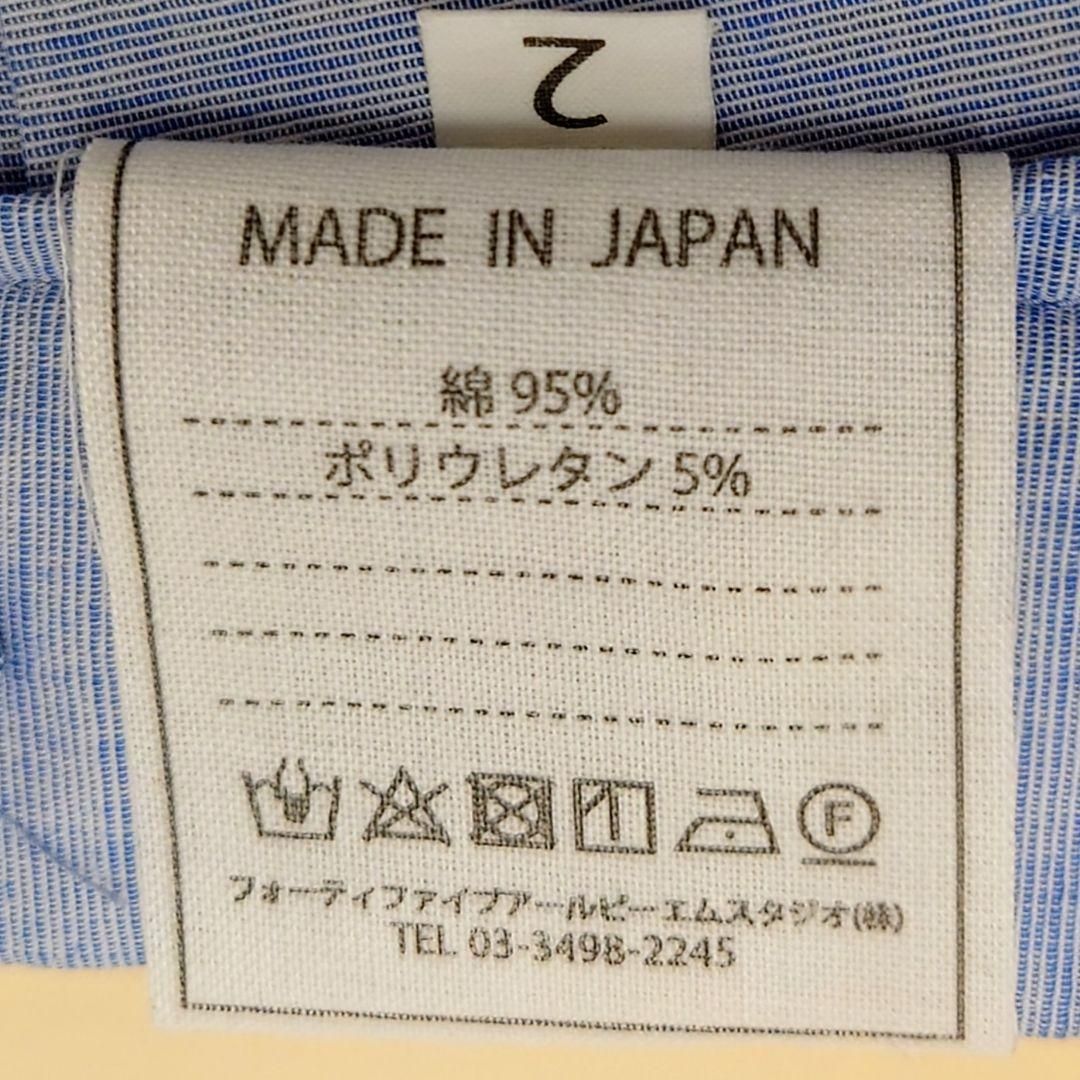 2
MADE IN JAPAN
綿 95%
ポリウレタン 5%
F
フォーティファイブアールピーエムスタジオ(株)
TEL 03-3498-2245